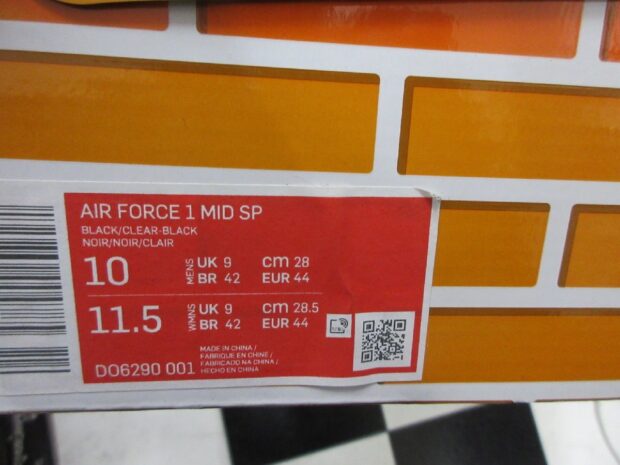 AIR FORCE 1 MID SP
BLACK/CLEAR-BLACK
NOIR/NOIR/CLAIR
10 MENS UK 9 CM 28
BR 42 EUR 44
11.5 WMNS UK 9 CM 28.5
BR 42 EUR 44
MADE IN CHINA /
FABRIQUE EN CHINE /
FABRICADO NA CHINA /
DO6290 001 HECHO EN CHINA